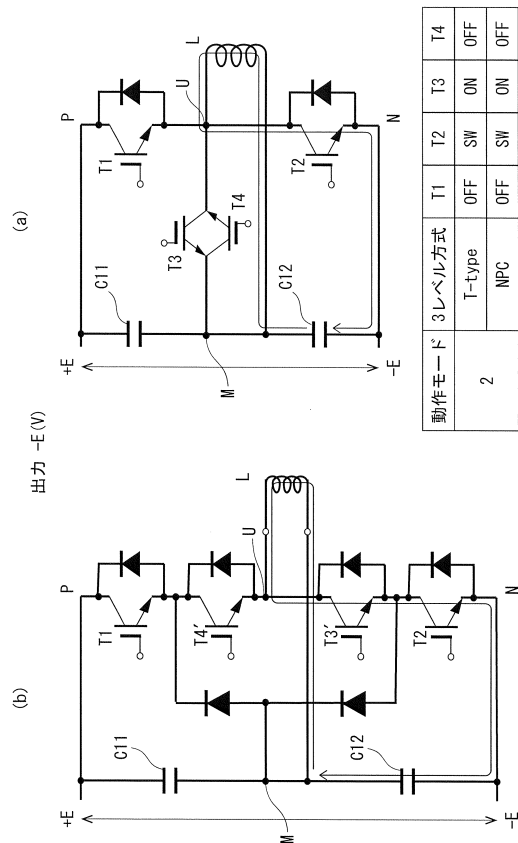 出力 -E(V)
(a)
+E
-E
M
C11
C12
T3
T4
P
T1
U
L
T2
N
(b)
+E
-E
M
C11
C12
P
T1
T4′
U
L
T3′
T2
N
動作モード 3レベル方式 T1 T2 T3 T4
2 T-type OFF SW ON OFF
NPC OFF SW ON OFF